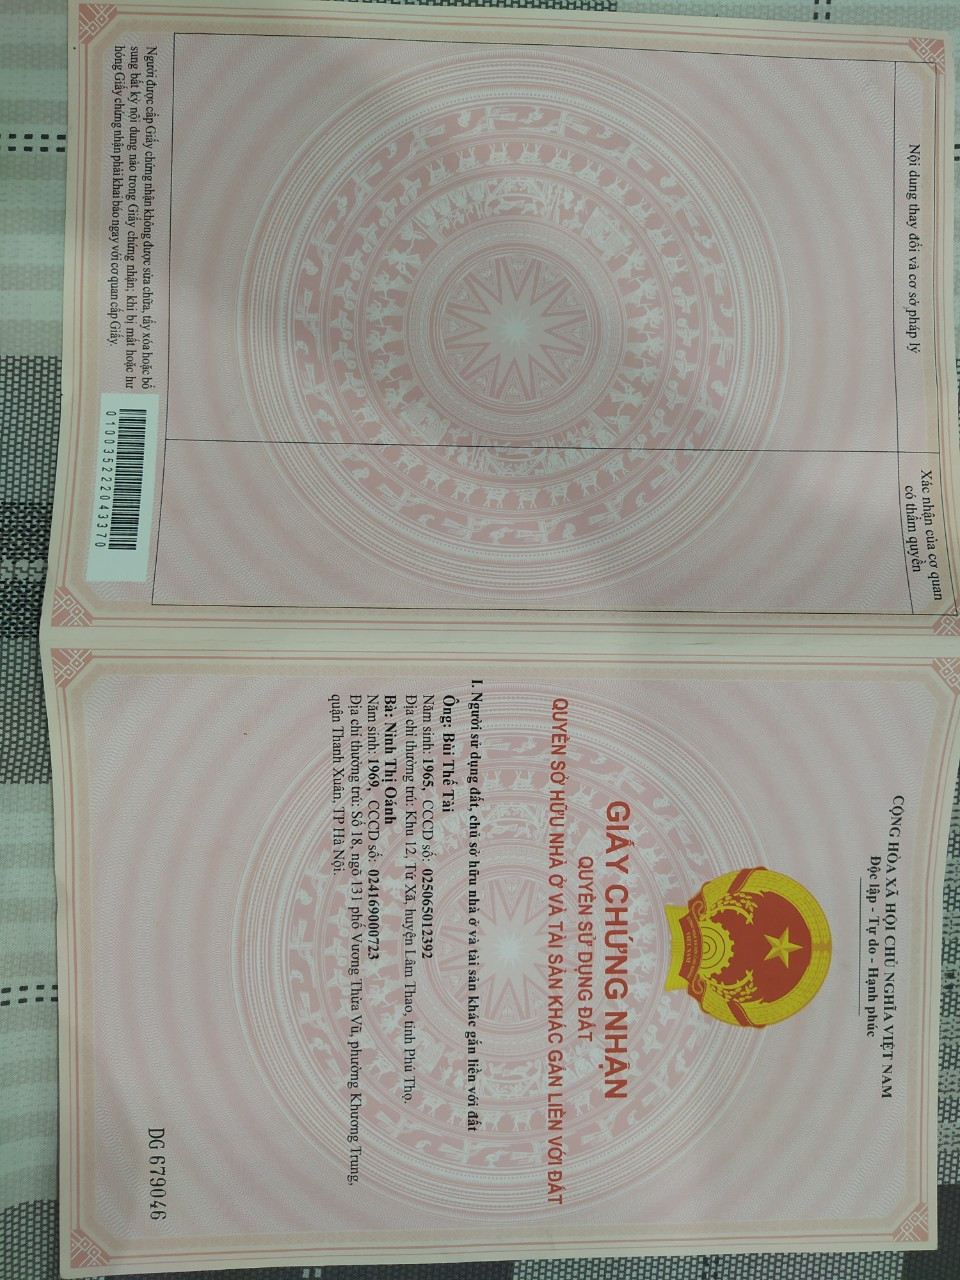 Nội dung thay đổi và cơ sở pháp lý
Xác nhận của cơ quan
có thẩm quyền
Người được cấp Giấy chứng nhận không được sửa chữa, tẩy xóa hoặc bổ
sung bất kỳ nội dung nào trong Giấy chứng nhận; khi bị mất hoặc hư
hỏng Giấy chứng nhận phải khai báo ngay với cơ quan cấp Giấy.
010035222043370
CỘNG HÒA XÃ HỘI CHỦ NGHĨA VIỆT NAM
Độc lập - Tự do - Hạnh phúc
VIỆT NAM
GIẤY CHỨNG NHẬN
QUYỀN SỬ DỤNG ĐẤT
QUYỀN SỞ HỮU NHÀ Ở VÀ TÀI SẢN KHÁC GẮN LIỀN VỚI ĐẤT
I. Người sử dụng đất, chủ sở hữu nhà ở và tài sản khác gắn liền với đất
Ông: Bùi Thế Tài
Năm sinh: 1965, CCCD số: 025065012392
Địa chỉ thường trú: Khu 12, Tứ Xã, huyện Lâm Thao, tỉnh Phú Thọ.
Bà: Ninh Thị Oánh
Năm sinh: 1969, CCCD số: 024169000723
Địa chỉ thường trú: Số 18, ngõ 131 phố Vương Thừa Vũ, phường Khương Trung,
quận Thanh Xuân, TP Hà Nội.
DG 679046